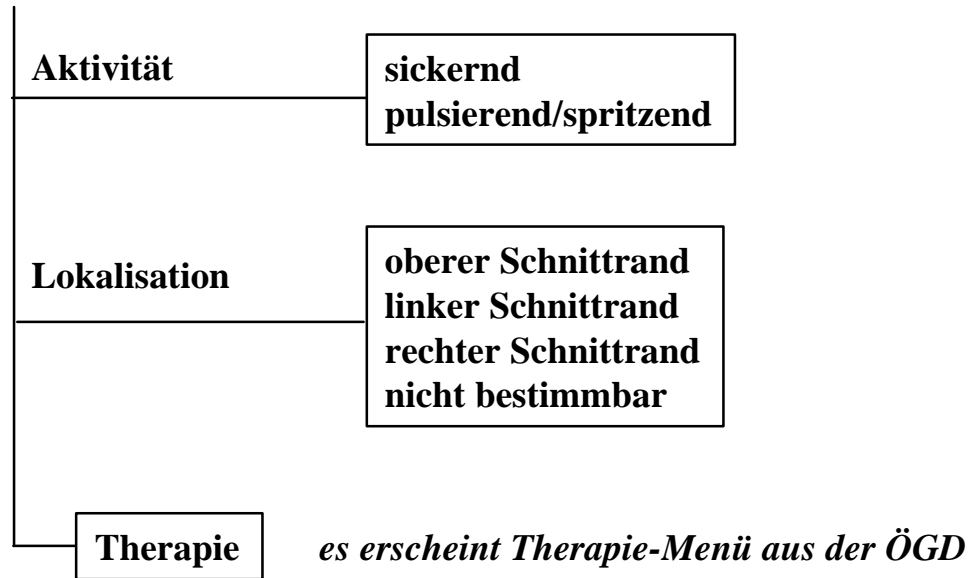 Aktivität
sickernd
pulsierend/spritzend
Lokalisation
oberer Schnittrand
linker Schnittrand
rechter Schnittrand
nicht bestimmbar
Therapie
es erscheint Therapie-Menü aus der ÖGD